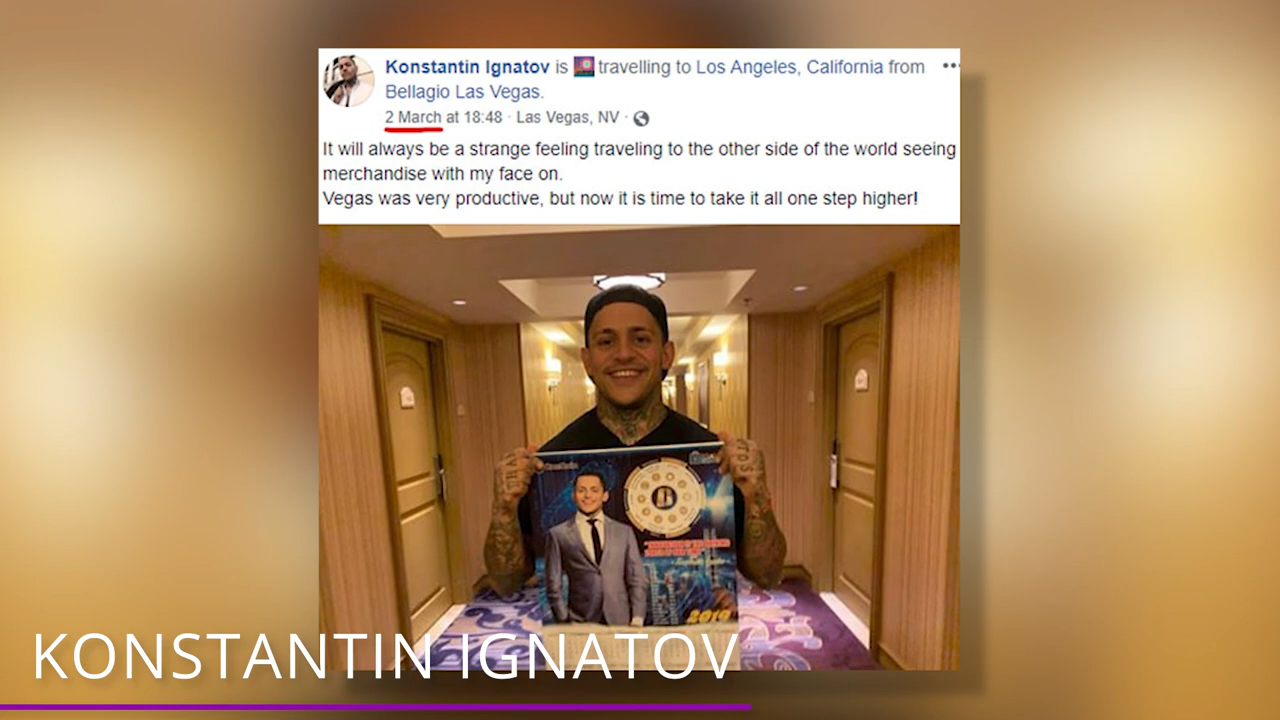 Konstantin Ignatov is travelling to Los Angeles, California from
Bellagio Las Vegas.
2 March at 18:48 · Las Vegas, NV ·
It will always be a strange feeling traveling to the other side of the world seeing
merchandise with my face on.
Vegas was very productive, but now it is time to take it all one step higher!
2019
KONSTANTIN IGNATOV